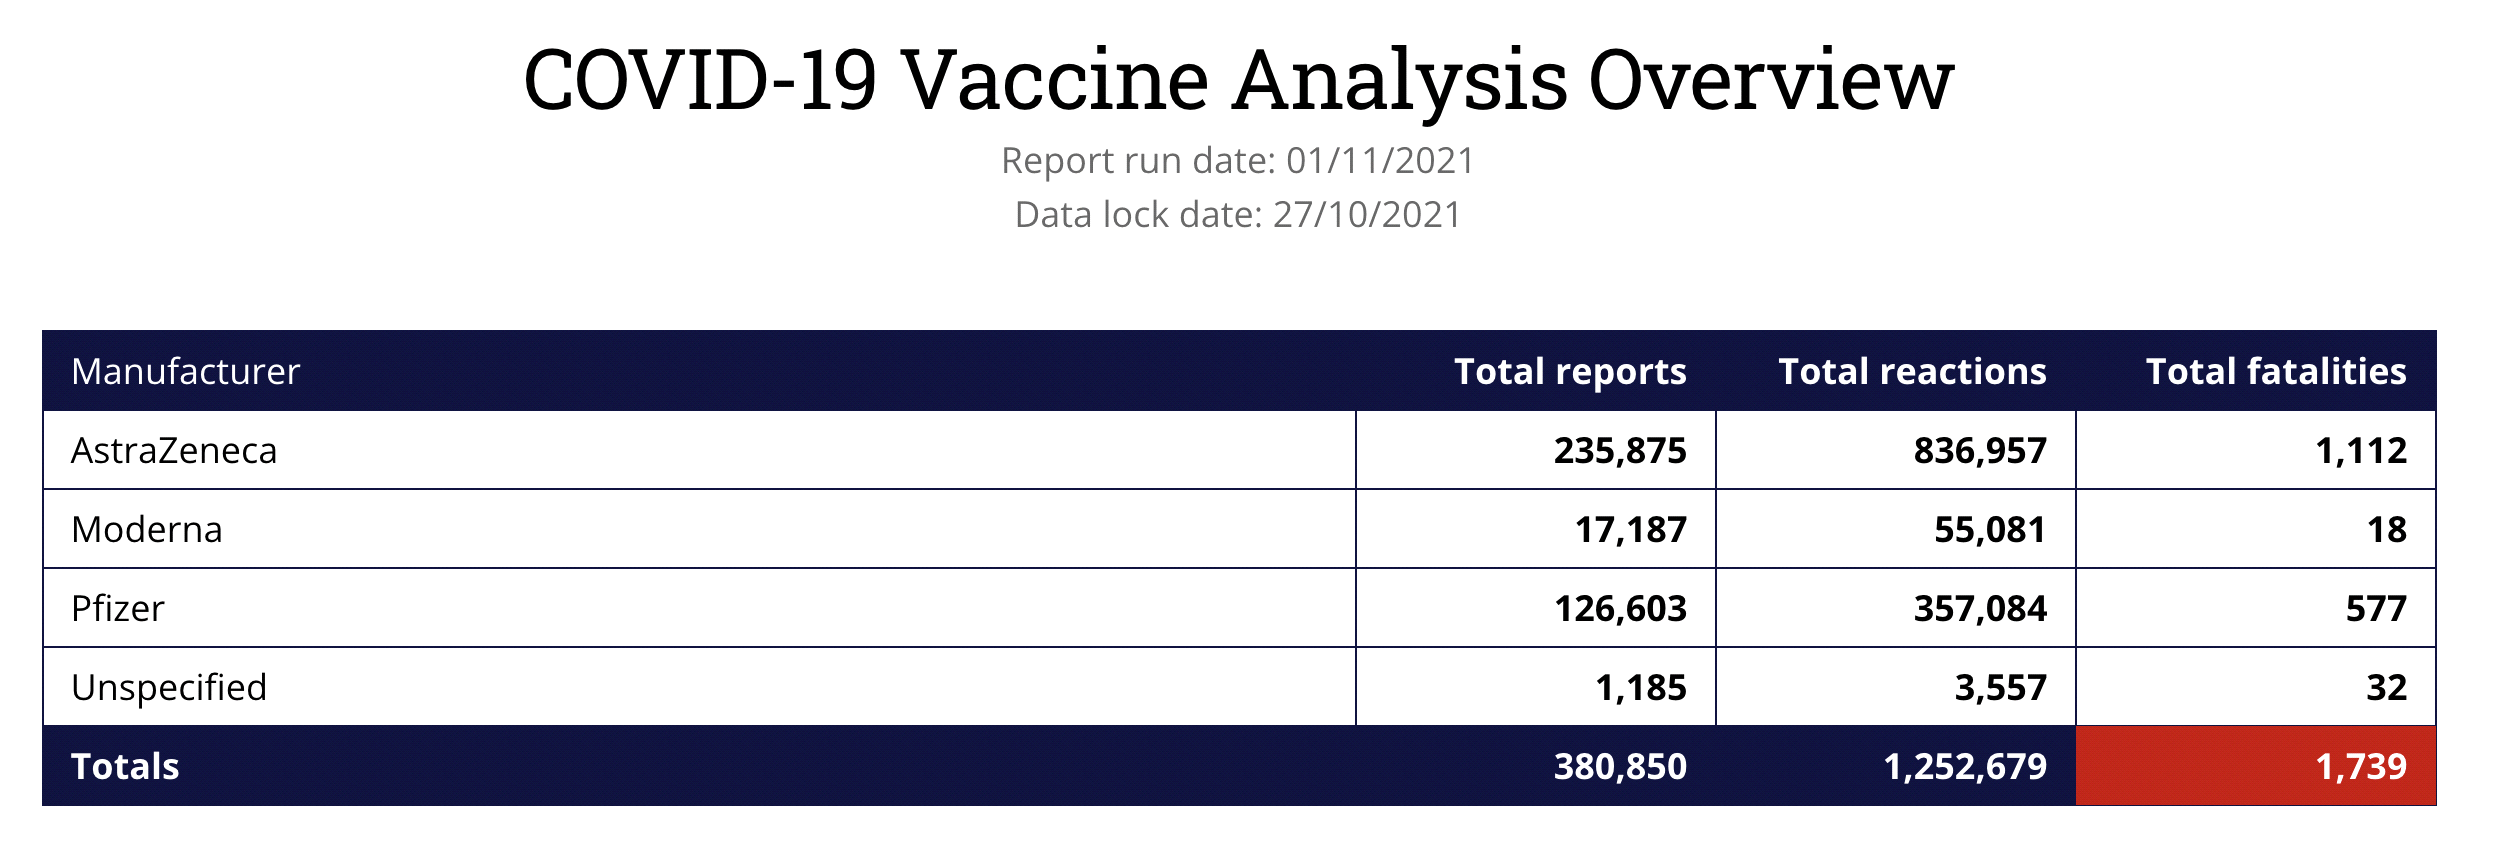 COVID-19 Vaccine Analysis Overview
Report run date: 01/11/2021
Data lock date: 27/10/2021
Manufacturer Total reports Total reactions Total fatalities
AstraZeneca 235,875 836,957 1,112
Moderna 17,187 55,081 18
Pfizer 126,603 357,084 577
Unspecified 1,185 3,557 32
Totals 380,850 1,252,679 1,739